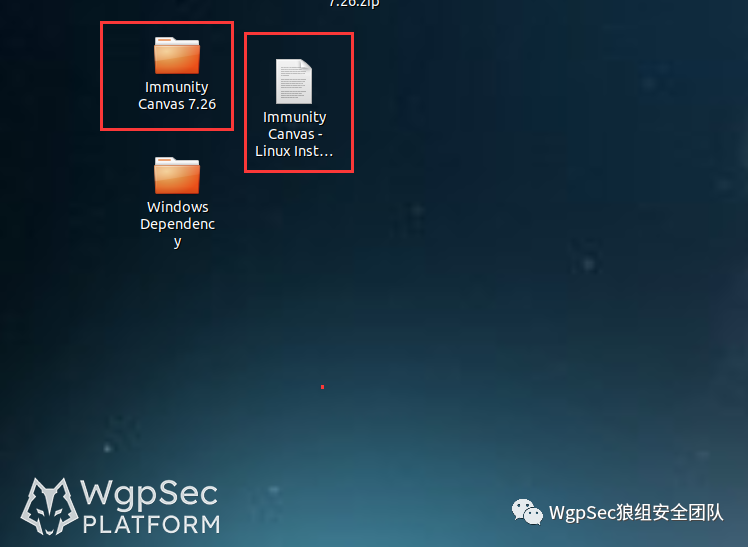 7.26.zip
Immunity
Canvas 7.26
Immunity
Canvas -
Linux Inst...
Windows
Dependenc
y
WgpSec
PLATFORM
WgpSec狼组安全团队